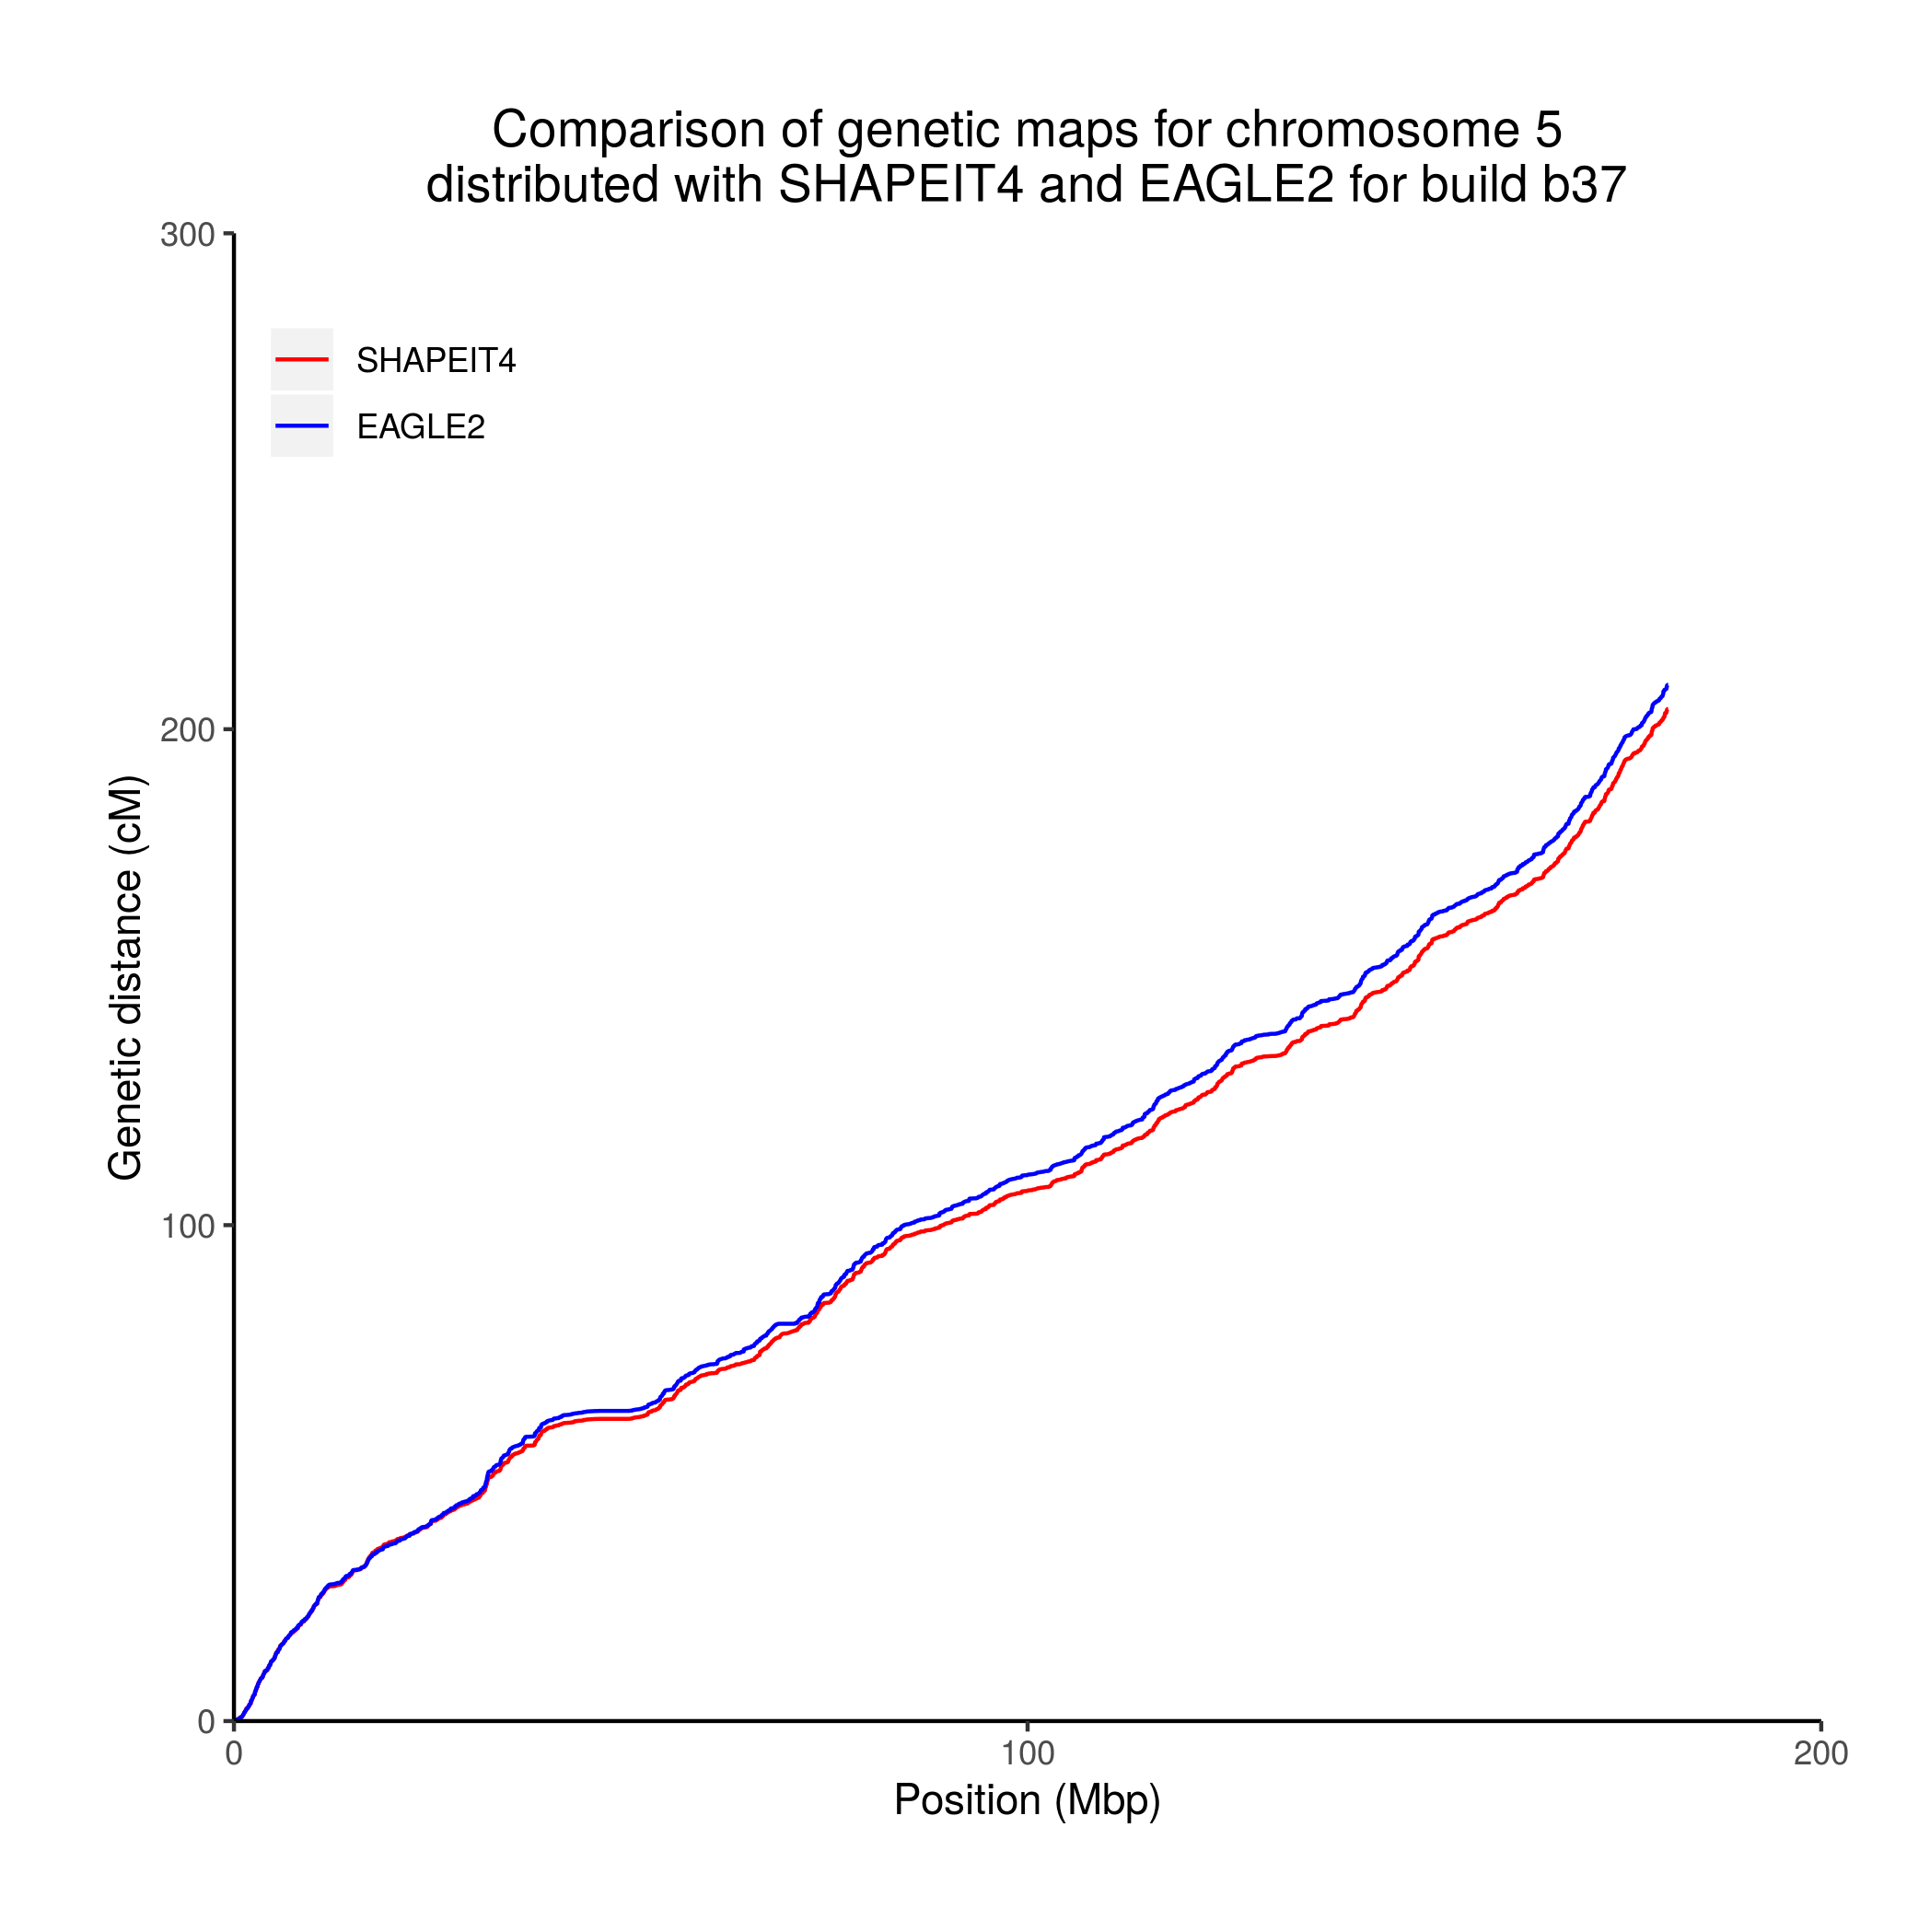 Comparison of genetic maps for chromosome 5
distributed with SHAPEIT4 and EAGLE2 for build b37
300
SHAPEIT4
EAGLE2
200
Genetic distance (cM)
100
0
0 100 200
Position (Mbp)